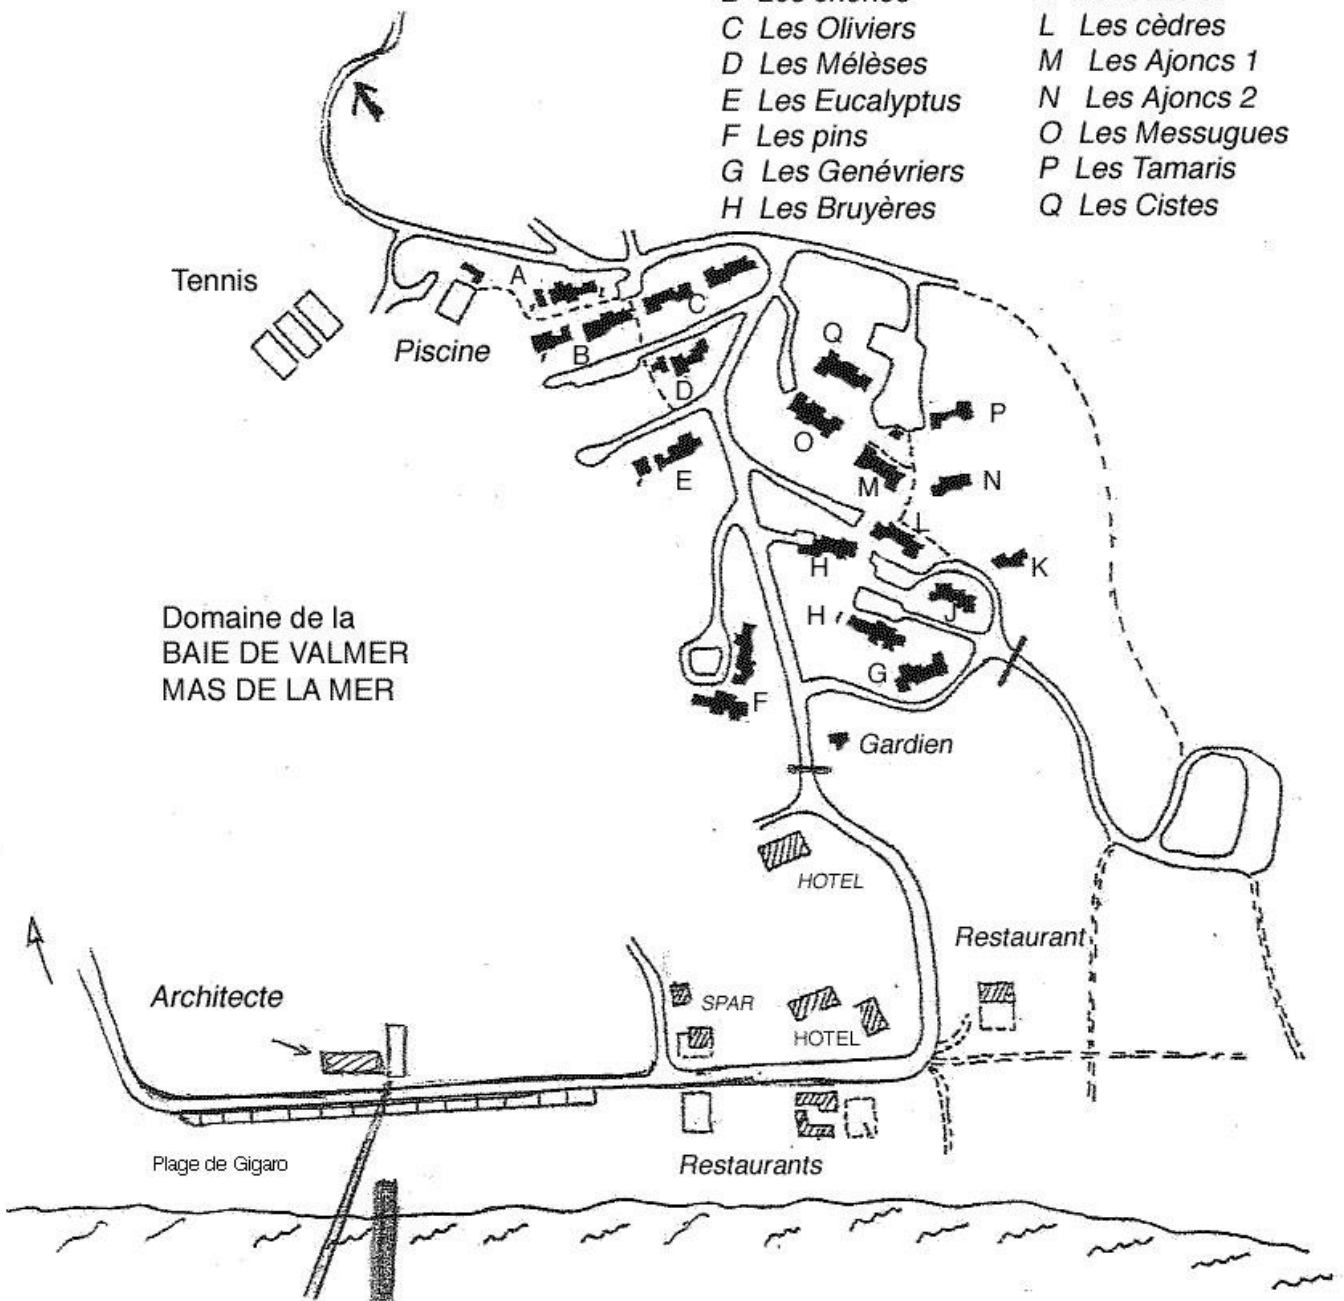 C Les Oliviers
D Les Mélèses
E Les Eucalyptus
F Les pins
G Les Genévriers
H Les Bruyères
L Les cèdres
M Les Ajoncs 1
N Les Ajoncs 2
O Les Messugues
P Les Tamaris
Q Les Cistes
Tennis
Piscine
A
B
C
D
E
Q
O
P
M
N
L
H
K
J
H
G
F
Domaine de la
BAIE DE VALMER
MAS DE LA MER
Gardien
HOTEL
Restaurant
Architecte
SPAR
HOTEL
Plage de Gigaro
Restaurants